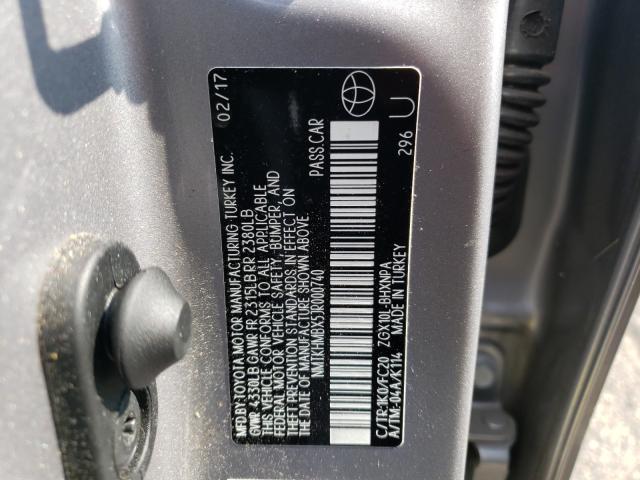 02/17
MFD BY: TOYOTA MOTOR MANUFACTURING TURKEY INC.
GVWR 4330LB GAWR FR 2315LB RR 2380LB
THIS VEHICLE CONFORMS TO ALL APPLICABLE
FEDERAL MOTOR VEHICLE SAFETY, BUMPER, AND
THEFT PREVENTION STANDARDS IN EFFECT ON
THE DATE OF MANUFACTURE SHOWN ABOVE.
NMTKHMBX5JR000740 PASS.CAR
C/TR:1K0/FC20 ZGX10L-BHXNPA
A/TM:-04A/K114 MADE IN TURKEY
296 U